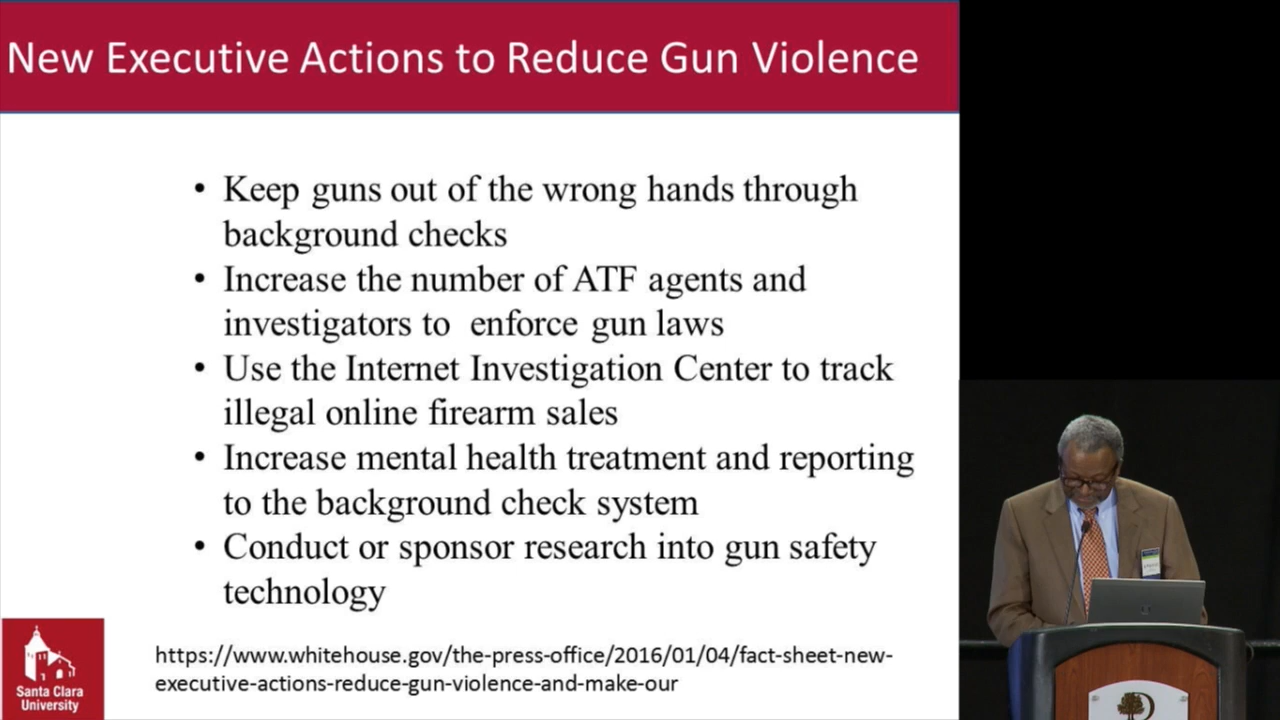 New Executive Actions to Reduce Gun Violence
• Keep guns out of the wrong hands through
background checks
• Increase the number of ATF agents and
investigators to enforce gun laws
• Use the Internet Investigation Center to track
illegal online firearm sales
• Increase mental health treatment and reporting
to the background check system
• Conduct or sponsor research into gun safety
technology
https://www.whitehouse.gov/the-press-office/2016/01/04/fact-sheet-new-
executive-actions-reduce-gun-violence-and-make-our
Santa Clara
University